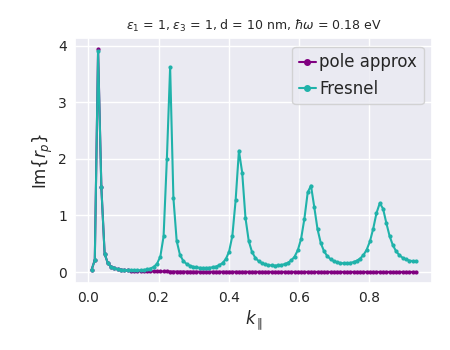 ε₁ = 1, ε₃ = 1, d = 10 nm, ℏω = 0.18 eV
Im{rₚ}
4
3
2
1
0
pole approx
Fresnel
0.0 0.2 0.4 0.6 0.8
k∥